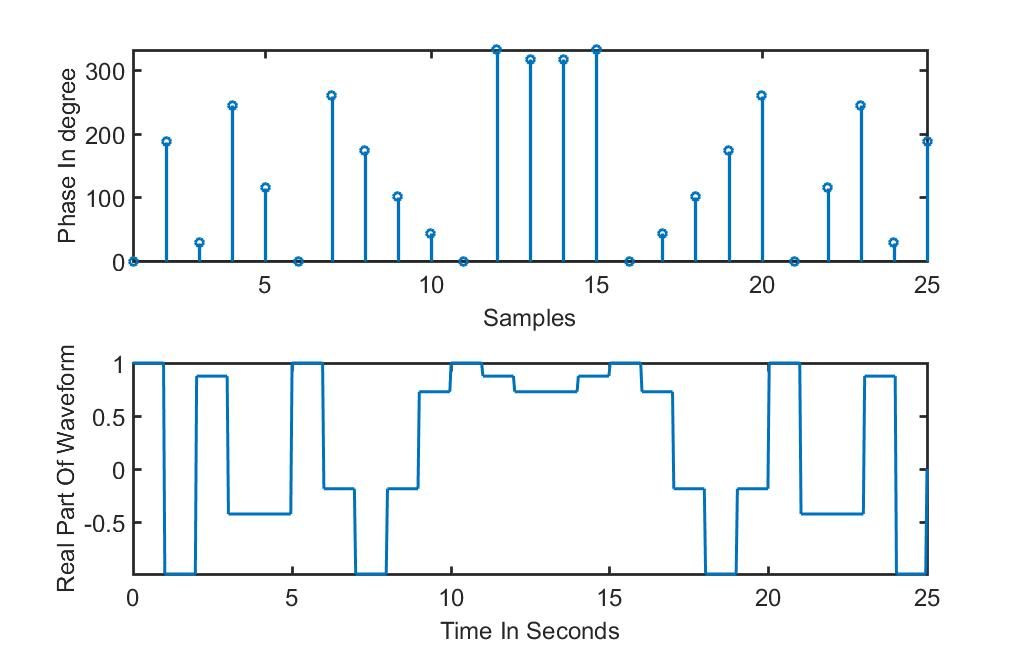 300
200
100
0
Phase In degree
5 10 15 20 25
Samples
1
0.5
0
-0.5
Real Part Of Waveform
0 5 10 15 20 25
Time In Seconds